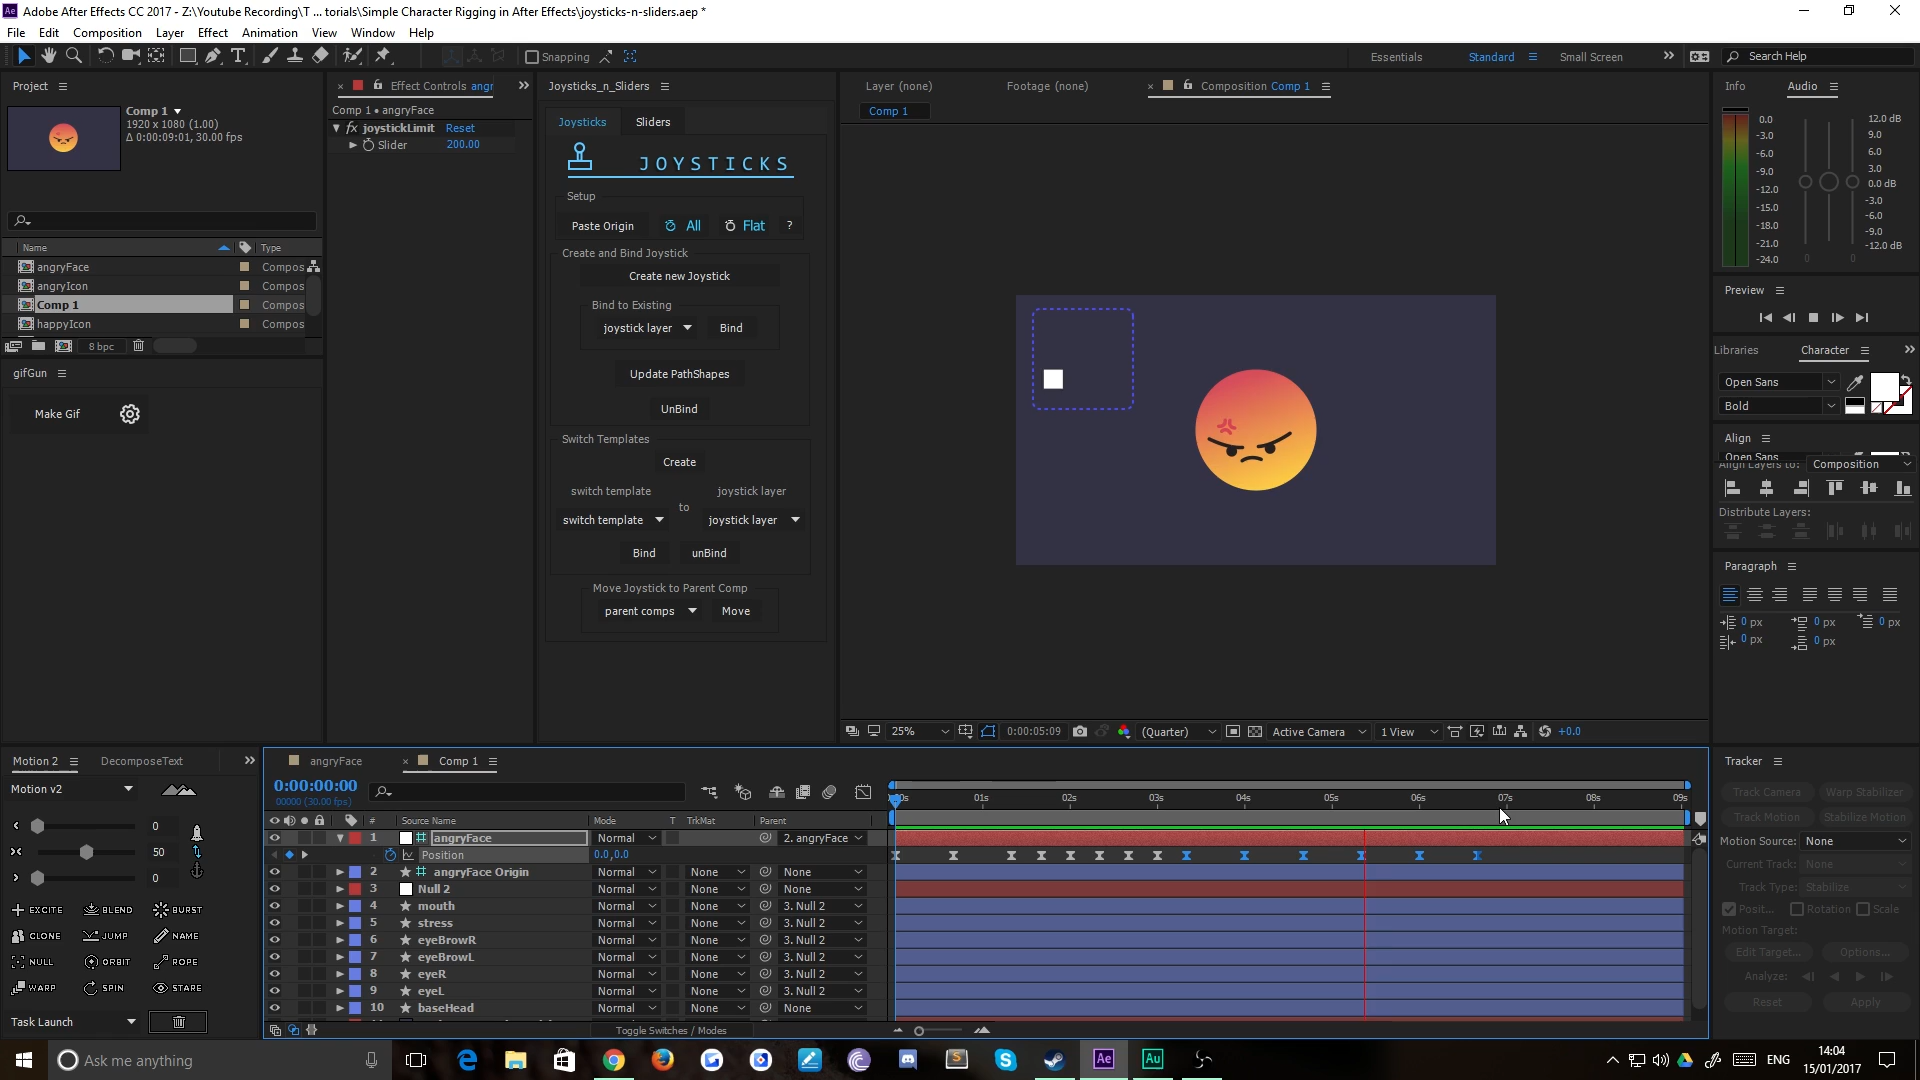 Adobe After Effects CC 2017 - Z:\Youtube Recording\T ... torials\Simple Character Rigging in After Effects\joysticks-n-sliders.aep *
File Edit Composition Layer Effect Animation View Window Help
Snapping
Essentials Standard Small Screen Search Help
Project
Comp 1
1920 x 1080 (1.00)
Δ 0:00:09:01, 30.00 fps
Name Type
angryFace Compos
angryIcon Compos
Comp 1 Compos
happyIcon Compos
8 bpc
gifGun
Make Gif
Effect Controls angr
Comp 1 • angryFace
fx joystickLimit Reset
Slider 200.00
Joysticks_n_Sliders
Joysticks Sliders
JOYSTICKS
Setup
Paste Origin All Flat ?
Create and Bind Joystick
Create new Joystick
Bind to Existing
joystick layer Bind
Update PathShapes
UnBind
Switch Templates
Create
switch template joystick layer
to
switch template joystick layer
Bind unBind
Move Joystick to Parent Comp
parent comps Move
Layer (none) Footage (none) Composition Comp 1
Comp 1
25% 0:00:05:09 (Quarter) Active Camera 1 View +0.0
Info Audio
0.0 12.0 dB
-3.0 9.0
-6.0 6.0
-9.0 3.0
-12.0 0.0 dB
-15.0 -3.0
-18.0 -6.0
-21.0 -9.0
-24.0 0 0 -12.0 dB
Preview
Libraries Character
Open Sans
Bold
Align
Open Sans
Align Layers to: Composition
Distribute Layers:
Paragraph
0 px 0 px 0 px
0 px 0 px
Motion 2 DecomposeText
Motion v2
0
50
0
EXCITE BLEND BURST
CLONE JUMP NAME
NULL ORBIT ROPE
WARP SPIN STARE
Task Launch
angryFace Comp 1
0:00:00:00
00000 (30.00 fps)
# Source Name Mode T TrkMat Parent
1 angryFace Normal 2. angryFace
Position 0.0,0.0
2 angryFace Origin Normal None None
3 Null 2 Normal None None
4 mouth Normal None 3. Null 2
5 stress Normal None 3. Null 2
6 eyeBrowR Normal None 3. Null 2
7 eyeBrowL Normal None 3. Null 2
8 eyeR Normal None 3. Null 2
9 eyeL Normal None 3. Null 2
10 baseHead Normal None None
Toggle Switches / Modes
01s 02s 03s 04s 05s 06s 07s 08s 09s
Tracker
Track Camera Warp Stabilizer
Track Motion Stabilize Motion
Motion Source: None
Current Track: None
Track Type: Stabilize
Posit... Rotation Scale
Motion Target:
Edit Target... Options...
Analyze:
Reset Apply
Ask me anything
Ae Au
ENG
14:04
15/01/2017